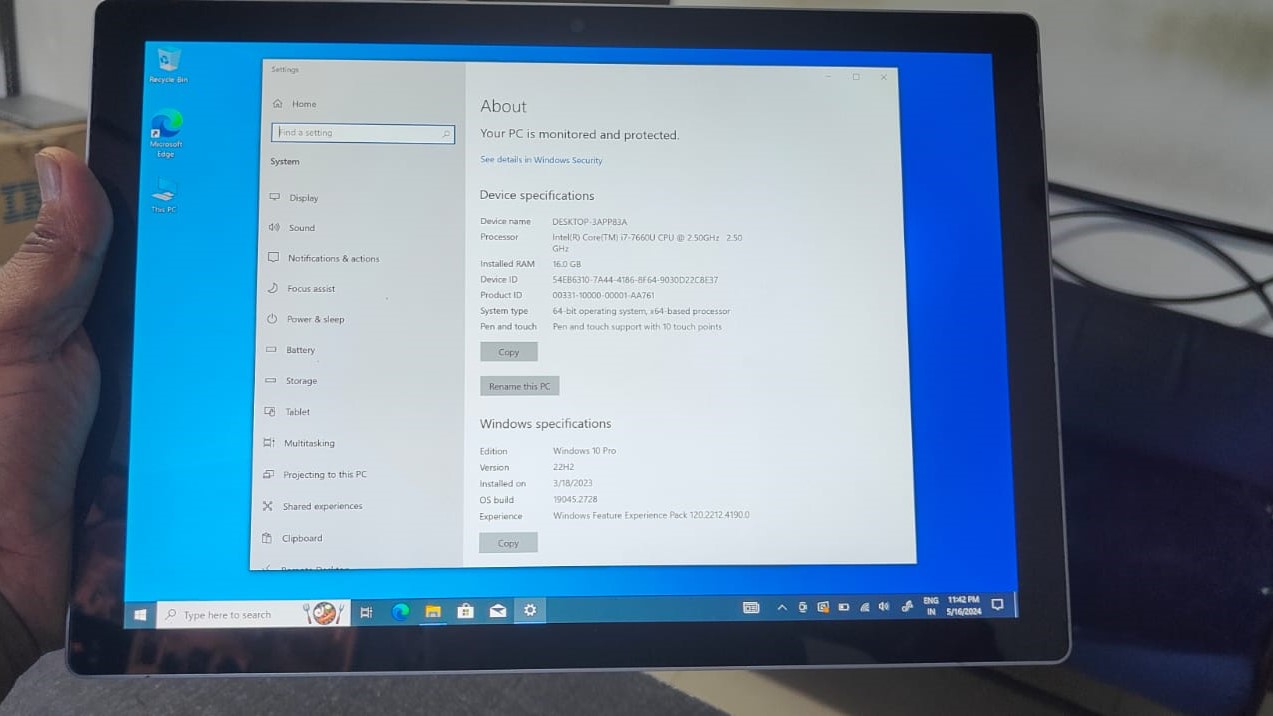 Recycle Bin
Microsoft
Edge
This PC
Settings
Home
Find a setting
System
Display
Sound
Notifications & actions
Focus assist
Power & sleep
Battery
Storage
Tablet
Multitasking
Projecting to this PC
Shared experiences
Clipboard
Remote Desktop
About
Your PC is monitored and protected.
See details in Windows Security
Device specifications
Device name DESKTOP-3APP83A
Processor Intel(R) Core(TM) i7-7660U CPU @ 2.50GHz 2.50
GHz
Installed RAM 16.0 GB
Device ID 54EB6310-7A44-4186-8F64-9030D22C8E37
Product ID 00331-10000-00001-AA761
System type 64-bit operating system, x64-based processor
Pen and touch Pen and touch support with 10 touch points
Copy
Rename this PC
Windows specifications
Edition Windows 10 Pro
Version 22H2
Installed on 3/18/2023
OS build 19045.2728
Experience Windows Feature Experience Pack 120.2212.4190.0
Copy
Type here to search
ENG
IN
11:42 PM
5/16/2024